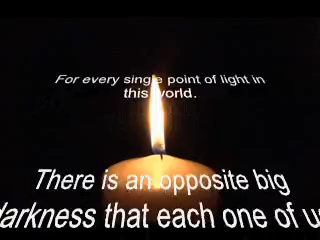 For every single point of light in
this world.
There is an opposite big
darkness that each one of u